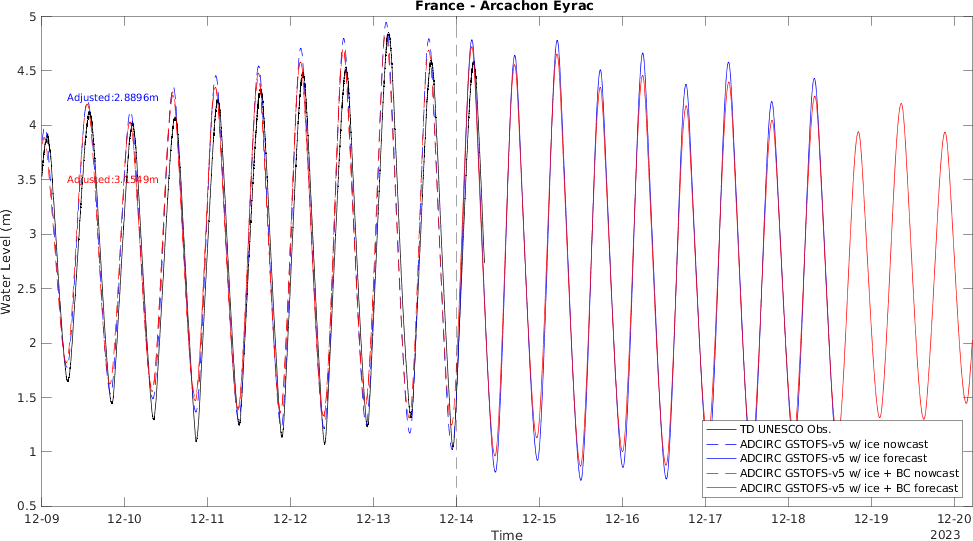 France - Arcachon Eyrac
5
4.5
4
3.5
3
2.5
2
1.5
1
0.5
Water Level (m)
Adjusted:2.8896m
Adjusted:3.1549m
TD UNESCO Obs.
ADCIRC GSTOFS-v5 w/ ice nowcast
ADCIRC GSTOFS-v5 w/ ice forecast
ADCIRC GSTOFS-v5 w/ ice + BC nowcast
ADCIRC GSTOFS-v5 w/ ice + BC forecast
12-09 12-10 12-11 12-12 12-13 12-14 12-15 12-16 12-17 12-18 12-19 12-20
Time
2023